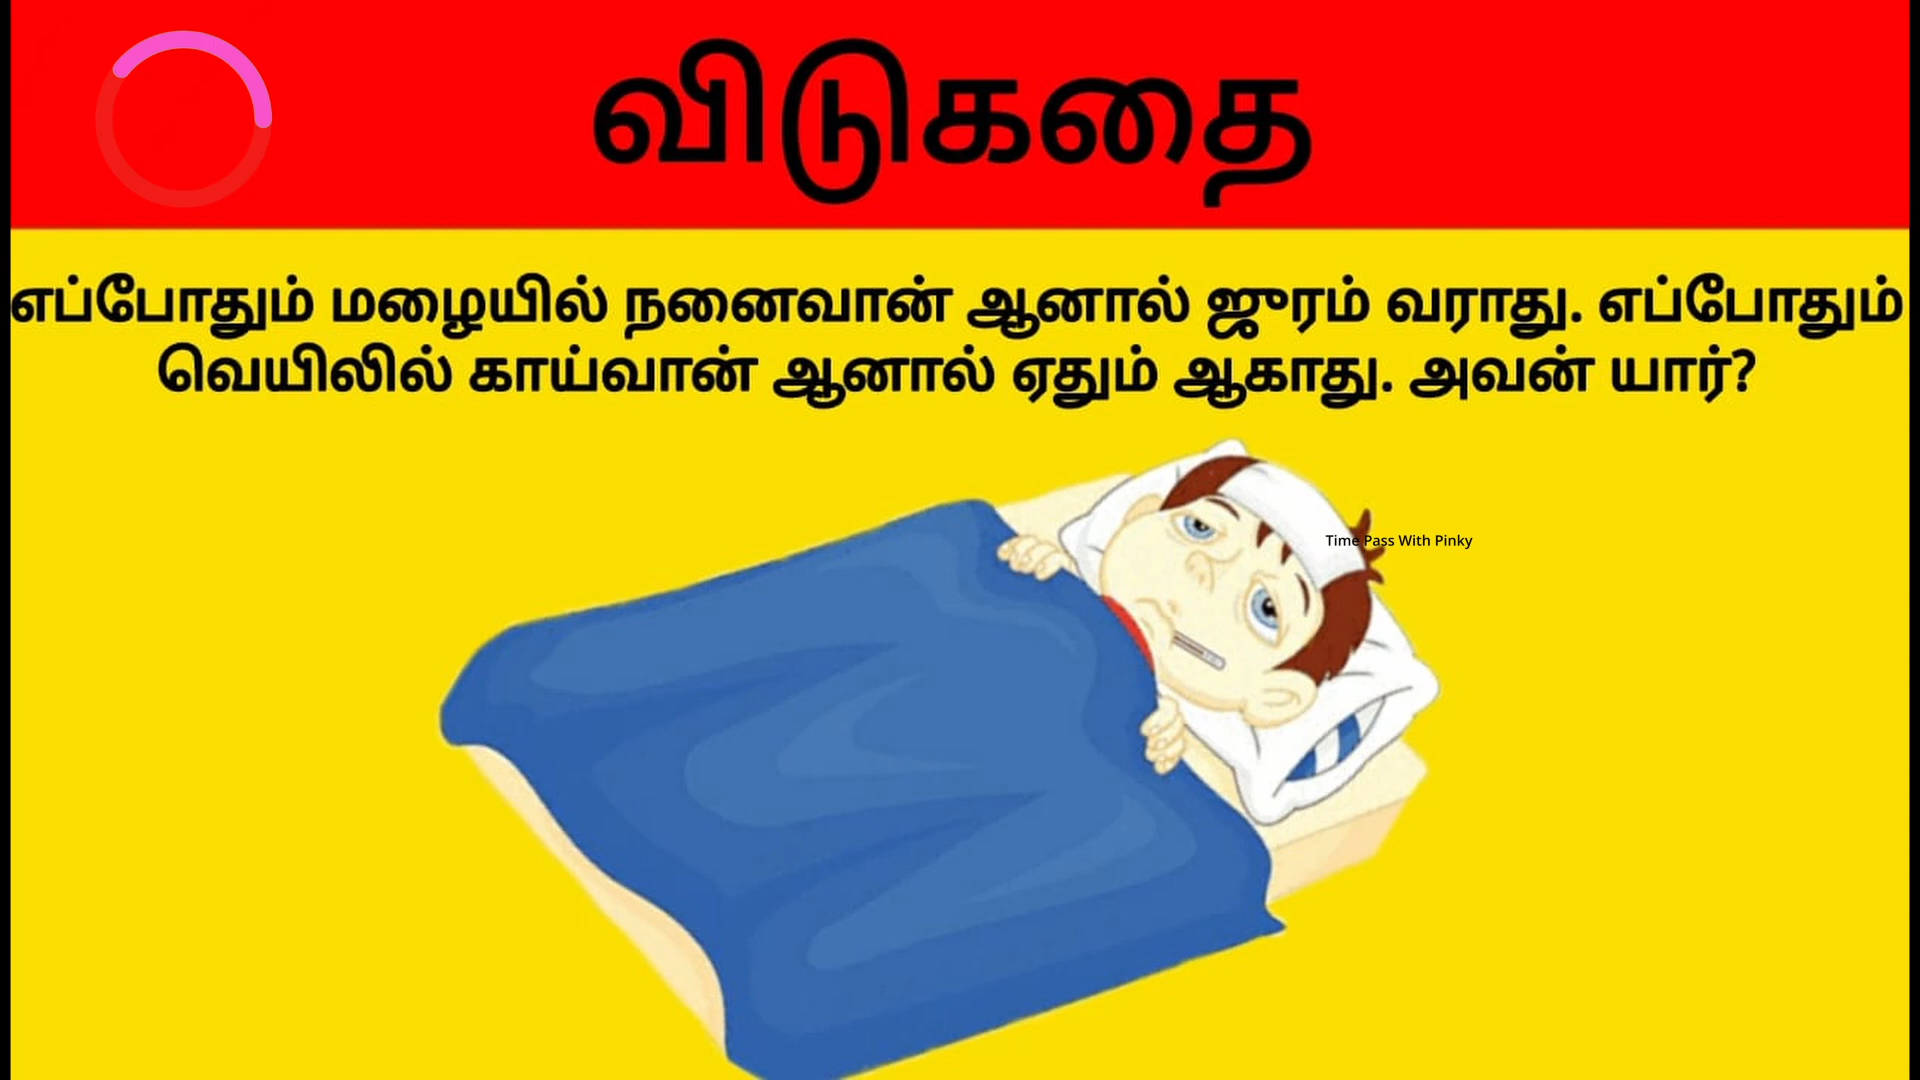 விடுகதை
எப்போதும் மழையில் நனைவான் ஆனால் ஜுரம் வராது. எப்போதும்
வெயிலில் காய்வான் ஆனால் ஏதும் ஆகாது. அவன் யார்?
Time Pass With Pinky